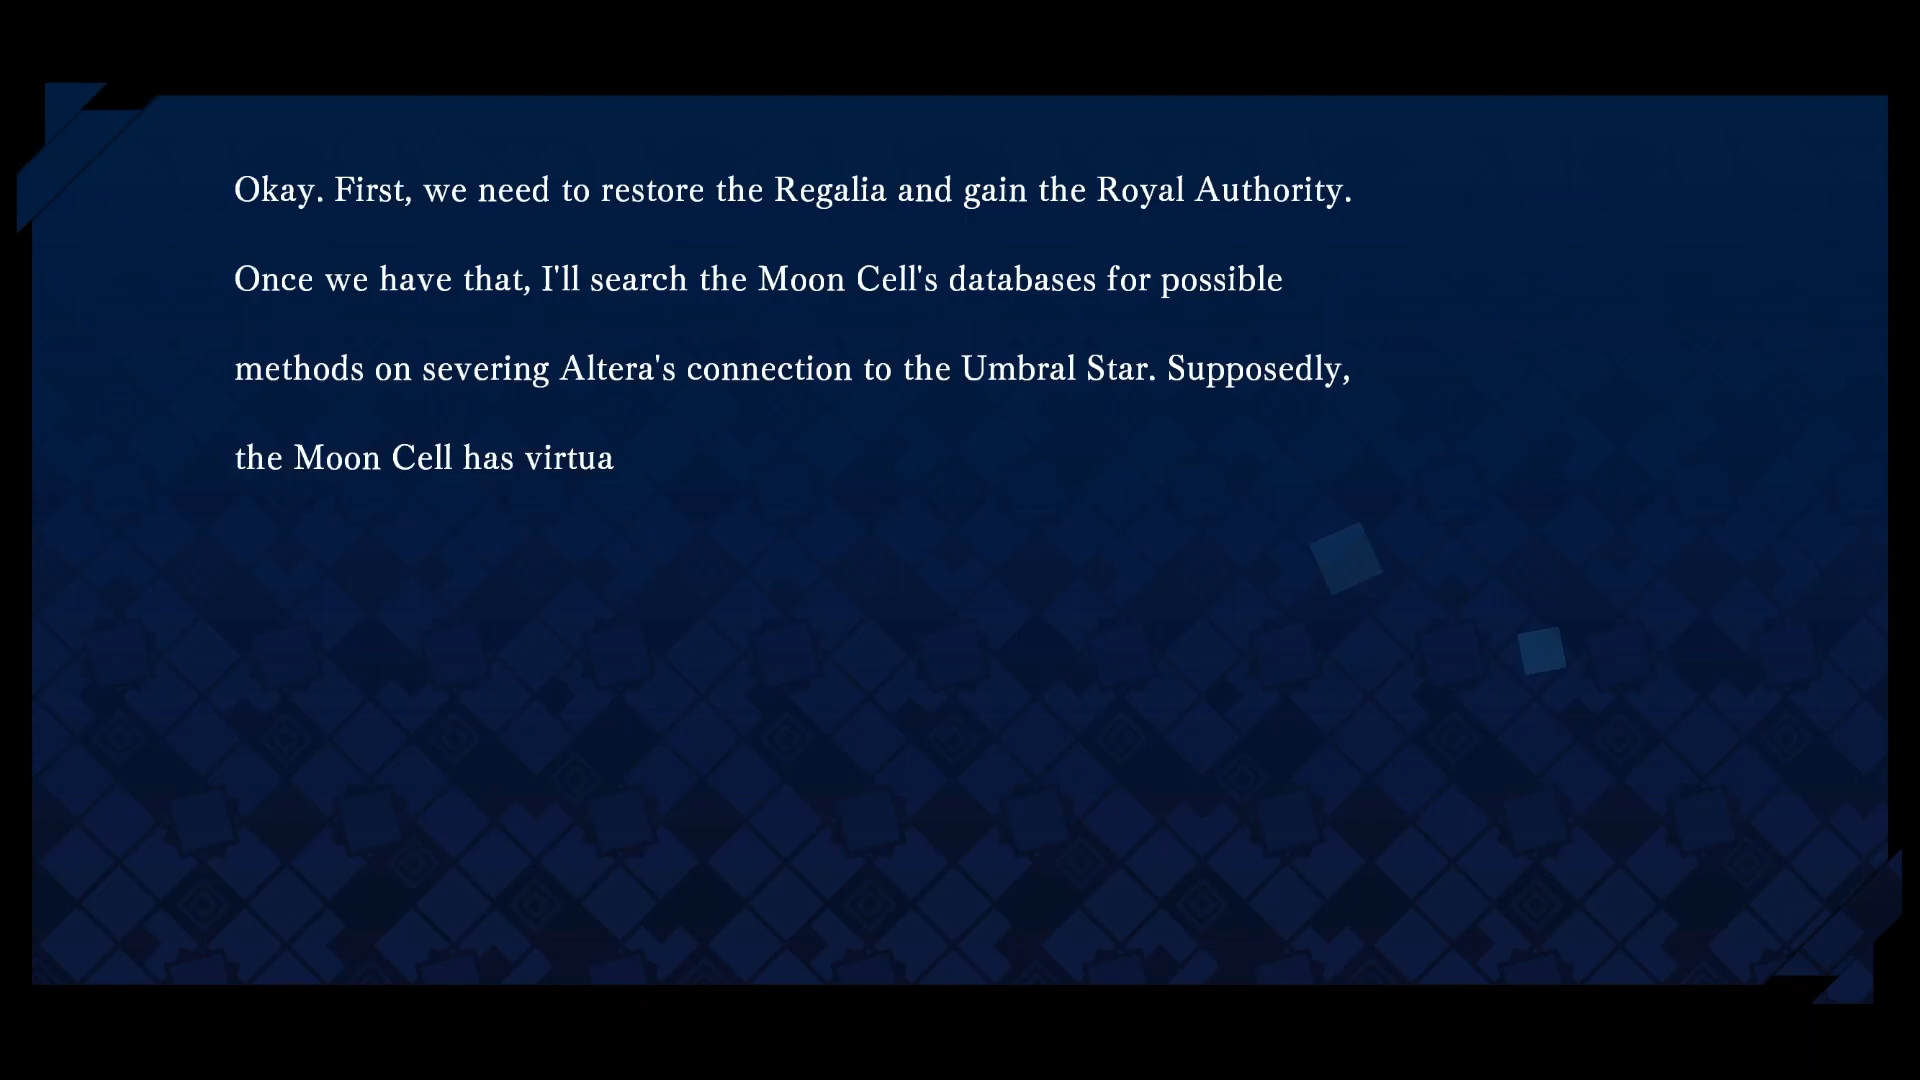 Okay. First, we need to restore the Regalia and gain the Royal Authority.
Once we have that, I'll search the Moon Cell's databases for possible
methods on severing Altera's connection to the Umbral Star. Supposedly,
the Moon Cell has virtua